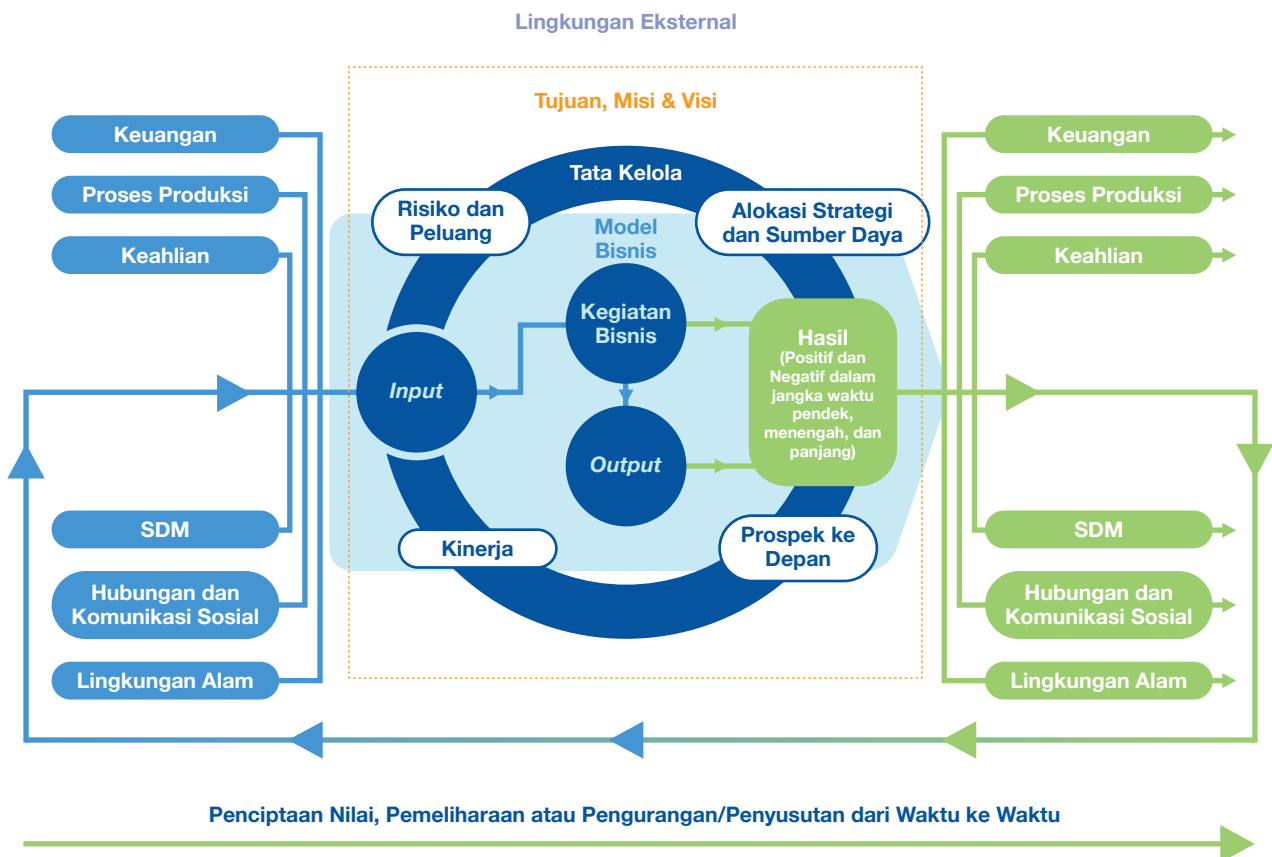 Lingkungan Eksternal
Tujuan, Misi & Visi
Keuangan
Proses Produksi
Keahlian
SDM
Hubungan dan
Komunikasi Sosial
Lingkungan Alam
Tata Kelola
Risiko dan
Peluang
Alokasi Strategi
dan Sumber Daya
Model
Bisnis
Kegiatan
Bisnis
Input
Output
Hasil
(Positif dan
Negatif dalam
jangka waktu
pendek,
menengah, dan
panjang)
Kinerja
Prospek ke
Depan
Keuangan
Proses Produksi
Keahlian
SDM
Hubungan dan
Komunikasi Sosial
Lingkungan Alam
Penciptaan Nilai, Pemeliharaan atau Pengurangan/Penyusutan dari Waktu ke Waktu